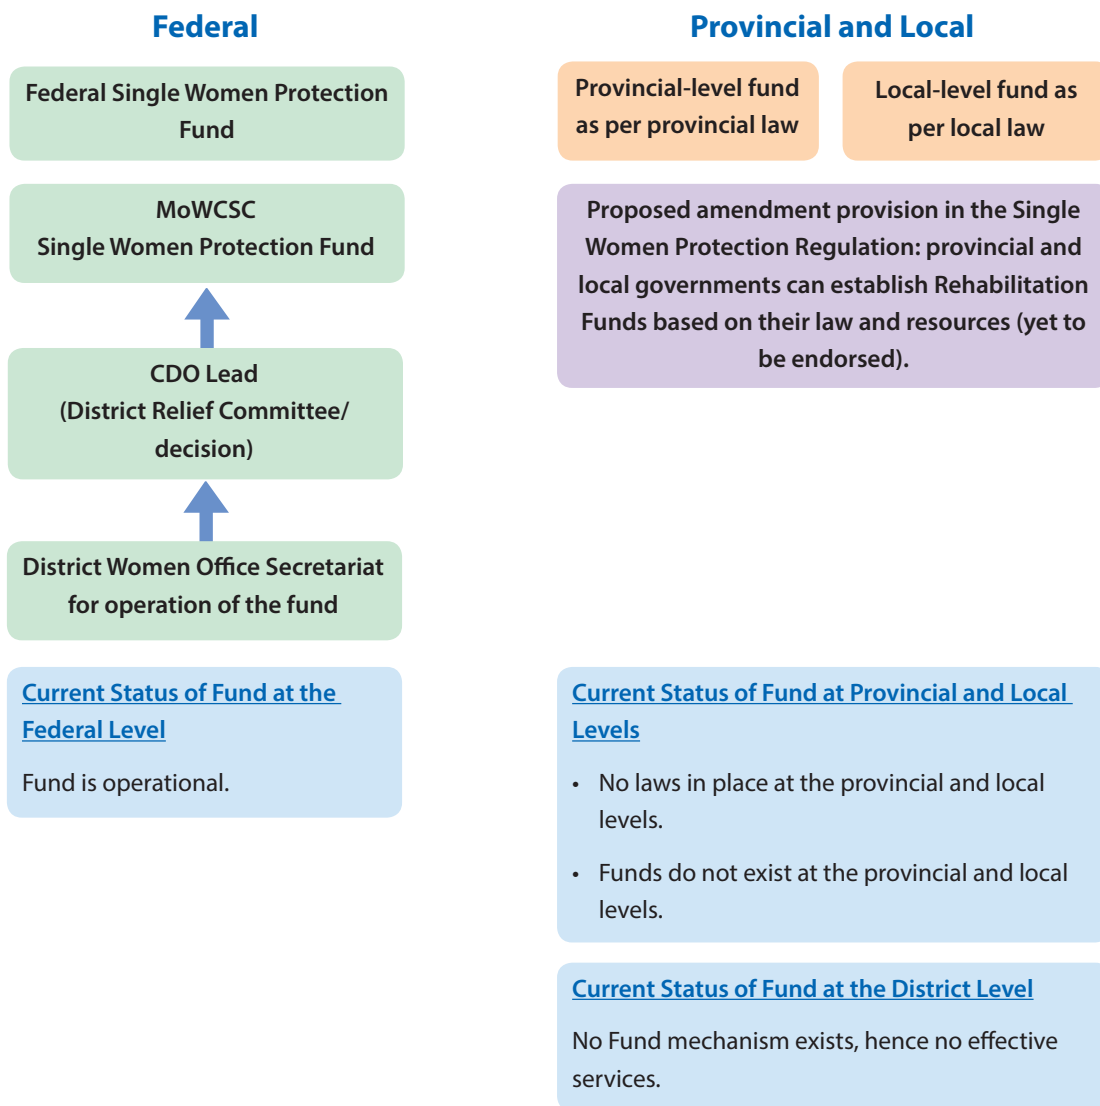 Federal
Federal Single Women Protection
Fund
MoWCSC
Single Women Protection Fund
CDO Lead
(District Relief Committee/
decision)
District Women Office Secretariat
for operation of the fund
Current Status of Fund at the
Federal Level
Fund is operational.
Provincial and Local
Provincial-level fund
as per provincial law
Local-level fund as
per local law
Proposed amendment provision in the Single
Women Protection Regulation: provincial and
local governments can establish Rehabilitation
Funds based on their law and resources (yet to
be endorsed).
Current Status of Fund at Provincial and Local
Levels
• No laws in place at the provincial and local
levels.
• Funds do not exist at the provincial and local
levels.
Current Status of Fund at the District Level
No Fund mechanism exists, hence no effective
services.